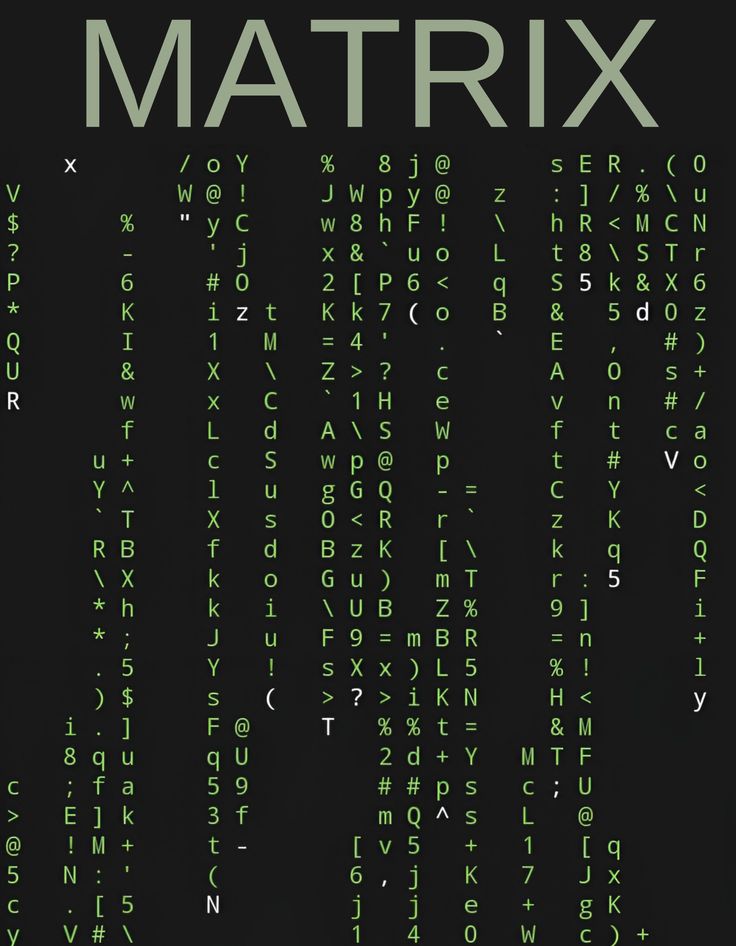 MATRIX
x / o Y % 8 j @ s E R . ( O
V W @ ! J W p y @ z : ] / % \ u
$ % " y C w 8 h F ! \ h R < M C N
? - ' j x & ` u o L t 8 \ S T r
P 6 # O 2 [ P 6 < q S 5 k & X 6
* K i z t K k 7 ( o B & 5 d O z
Q I 1 M = 4 ' . ` E , # )
U & X \ Z > ? c A O s +
R w x C ` 1 H e v n # /
f L d A \ S W f t c a
u + c S w p @ p t # V o
Y ^ l u g G Q - = C Y <
` T X s O < R r ` z K D
R B f d B z K [ \ k q Q
\ X k o G u ) m T r : 5 F
* h k i \ U B Z % 9 ] i
* ; J u F 9 = m B R = n +
. 5 Y ! s X x ) L 5 % ! l
) $ s ( > ? > i K N H < y
i . ] F @ T % % t = & M
8 q u q U 2 d + Y M T F
c ; f a 5 9 # # p s c ; U
> E ] k 3 f m Q ^ s L @
@ ! M + t - [ v 5 + 1 [ q
5 N : ' ( 6 , j K 7 J x
c . [ 5 N j j e + g K
y V # \ 1 4 O W c ) +